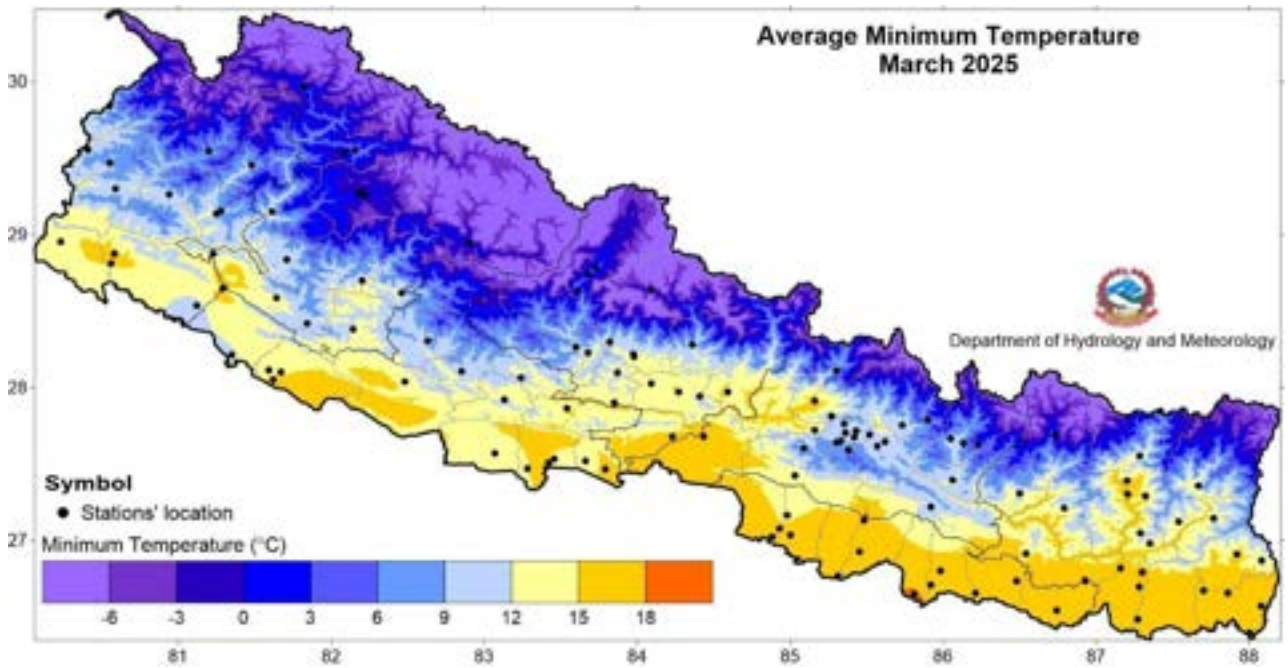 Average Minimum Temperature
March 2025
30
29
28
27
Department of Hydrology and Meteorology
Symbol
Stations' location
Minimum Temperature (°C)
-6 -3 0 3 6 9 12 15 18
81 82 83 84 85 86 87 88